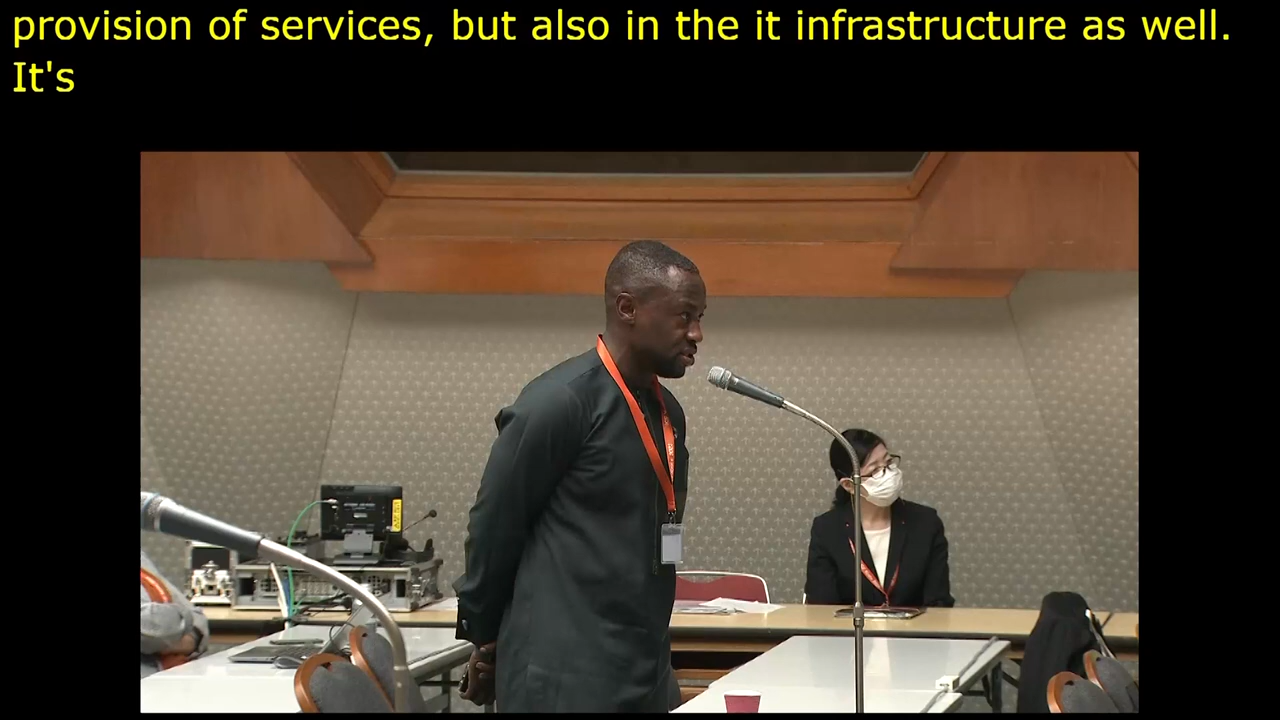 provision of services, but also in the it infrastructure as well.
It's